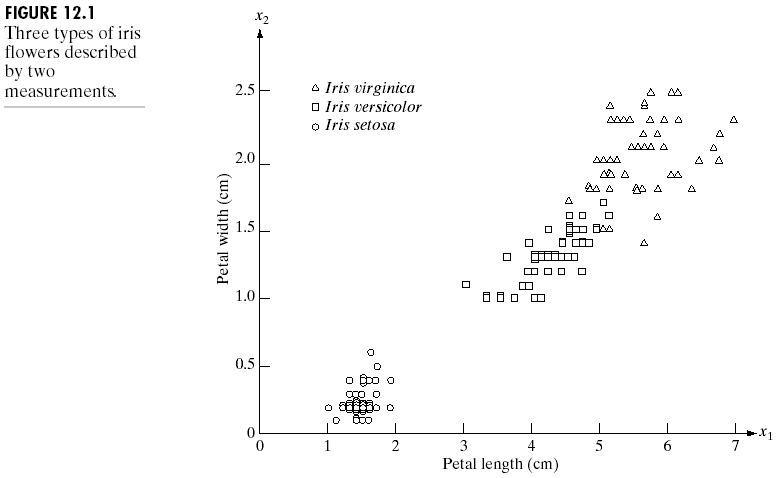 FIGURE 12.1
Three types of iris
flowers described
by two
measurements.
x2
2.5
2.0
1.5
1.0
0.5
0
Petal width (cm)
Iris virginica
Iris versicolor
Iris setosa
0 1 2 3 4 5 6 7
x1
Petal length (cm)